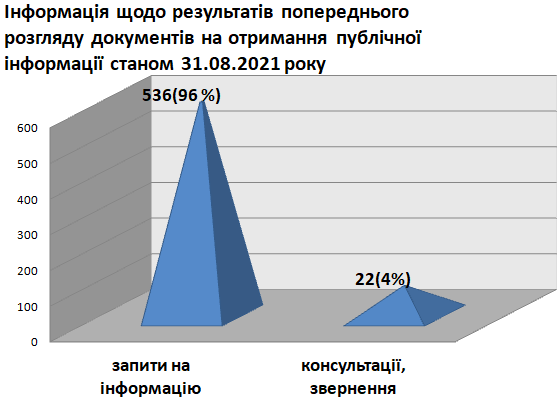 Інформація щодо результатів попереднього
розгляду документів на отримання публічної
інформації станом 31.08.2021 року
536(96 %)
600
500
400
300
200
100
0
22(4%)
запити на
інформацію
консультації,
звернення